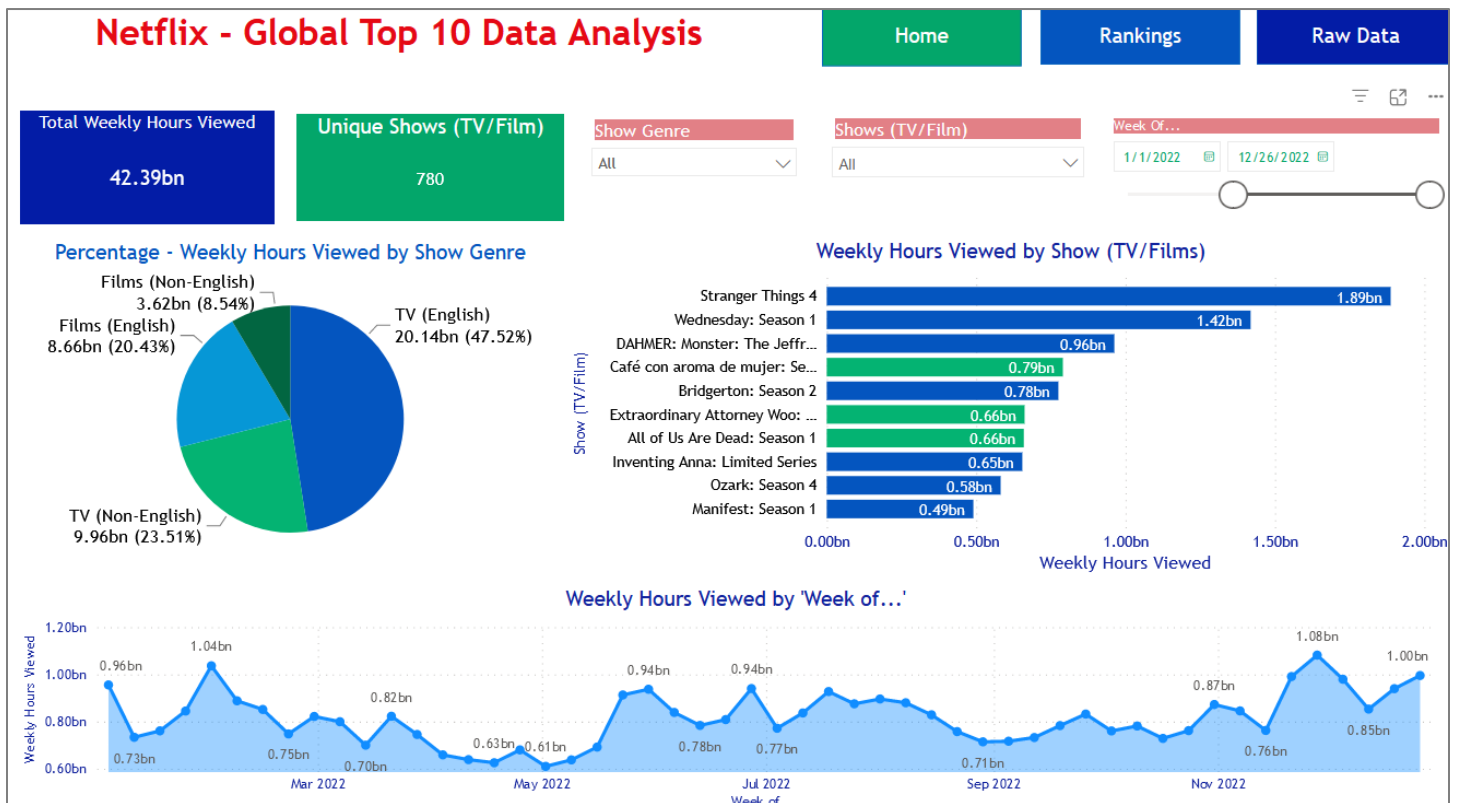 Netflix - Global Top 10 Data Analysis
Home
Rankings
Raw Data
Total Weekly Hours Viewed
42.39bn
Unique Shows (TV/Film)
780
Show Genre
All
Shows (TV/Film)
All
Week Of...
1/1/2022
12/26/2022
Percentage - Weekly Hours Viewed by Show Genre
Films (Non-English)
3.62bn (8.54%)
Films (English)
8.66bn (20.43%)
TV (English)
20.14bn (47.52%)
TV (Non-English)
9.96bn (23.51%)
Weekly Hours Viewed by Show (TV/Films)
Show (TV/Film)
Stranger Things 4
1.89bn
Wednesday: Season 1
1.42bn
DAHMER: Monster: The Jeffr...
0.96bn
Café con aroma de mujer: Se...
0.79bn
Bridgerton: Season 2
0.78bn
Extraordinary Attorney Woo: ...
0.66bn
All of Us Are Dead: Season 1
0.66bn
Inventing Anna: Limited Series
0.65bn
Ozark: Season 4
0.58bn
Manifest: Season 1
0.49bn
0.00bn
0.50bn
1.00bn
1.50bn
2.00bn
Weekly Hours Viewed
Weekly Hours Viewed by 'Week of...'
Weekly Hours Viewed
1.20bn
1.00bn
0.80bn
0.60bn
0.96bn
0.73bn
1.04bn
0.75bn
0.70bn
0.82bn
0.63bn
0.61bn
0.94bn
0.78bn
0.94bn
0.77bn
0.71bn
0.87bn
0.76bn
1.08bn
0.85bn
1.00bn
Mar 2022
May 2022
Jul 2022
Sep 2022
Nov 2022
Week of